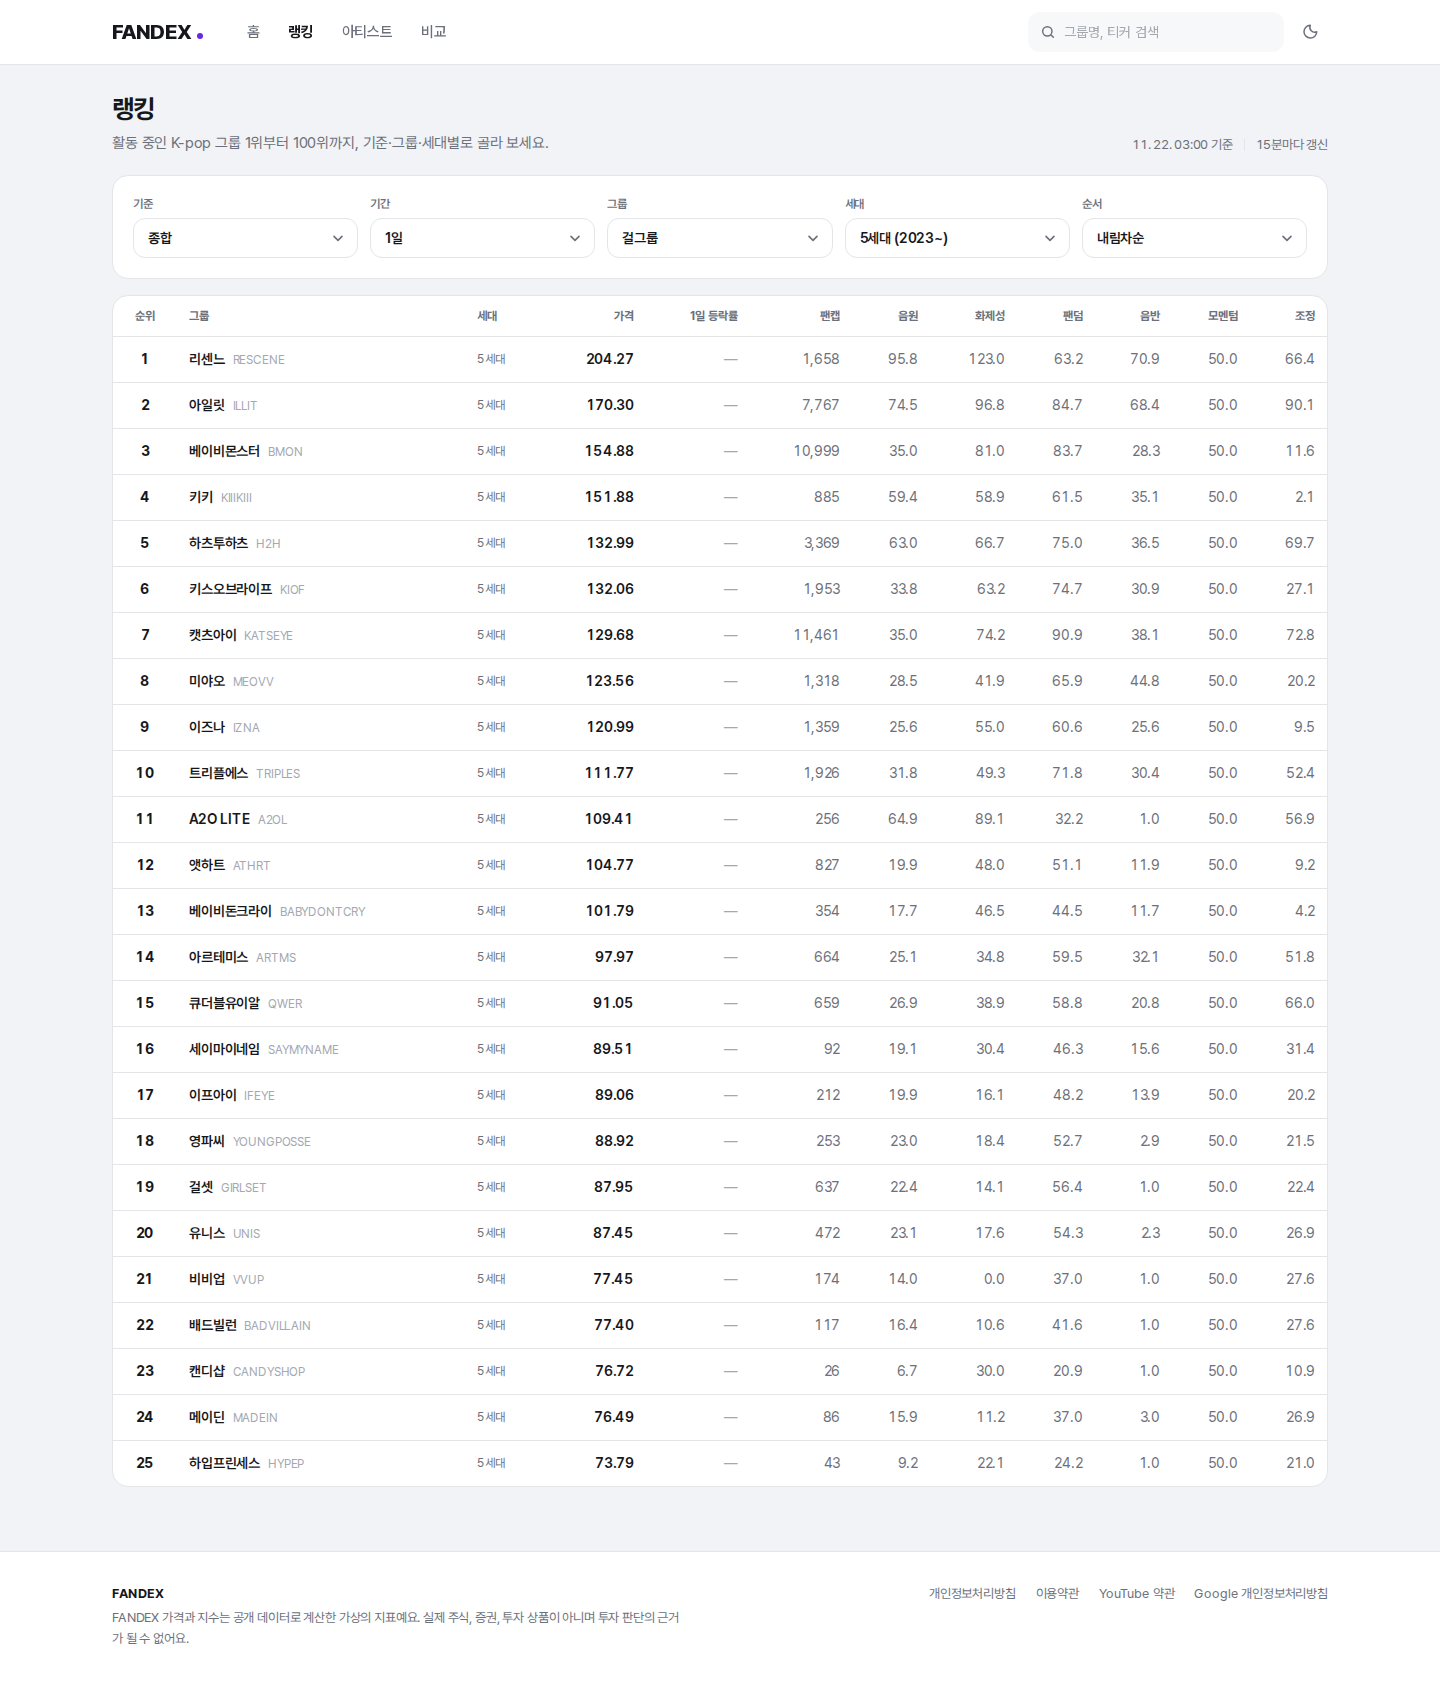 FANDEX 홈 랭킹 아티스트 비교 그룹명, 티커 검색
랭킹
활동 중인 K-pop 그룹 1위부터 100위까지, 기준·그룹·세대별로 골라 보세요.
11. 22. 03:00 기준 15분마다 갱신
기준 기간 그룹 세대 순서
종합 1일 걸그룹 5세대 (2023~) 내림차순
순위 그룹 세대 가격 1일 등락률 팬캡 음원 화제성 팬덤 음반 모멘텀 조정
1 리센느 RESCENE 5세대 204.27 — 1,658 95.8 123.0 63.2 70.9 50.0 66.4
2 아일릿 ILLIT 5세대 170.30 — 7,767 74.5 96.8 84.7 68.4 50.0 90.1
3 베이비몬스터 BMON 5세대 154.88 — 10,999 35.0 81.0 83.7 28.3 50.0 11.6
4 키키 KIIIKIII 5세대 151.88 — 885 59.4 58.9 61.5 35.1 50.0 2.1
5 하츠투하츠 H2H 5세대 132.99 — 3,369 63.0 66.7 75.0 36.5 50.0 69.7
6 키스오브라이프 KIOF 5세대 132.06 — 1,953 33.8 63.2 74.7 30.9 50.0 27.1
7 캣츠아이 KATSEYE 5세대 129.68 — 11,461 35.0 74.2 90.9 38.1 50.0 72.8
8 미야오 MEOVV 5세대 123.56 — 1,318 28.5 41.9 65.9 44.8 50.0 20.2
9 이즈나 IZNA 5세대 120.99 — 1,359 25.6 55.0 60.6 25.6 50.0 9.5
10 트리플에스 TRIPLES 5세대 111.77 — 1,926 31.8 49.3 71.8 30.4 50.0 52.4
11 A2O LITE A2OL 5세대 109.41 — 256 64.9 89.1 32.2 1.0 50.0 56.9
12 앳하트 ATHRT 5세대 104.77 — 827 19.9 48.0 51.1 11.9 50.0 9.2
13 베이비돈크라이 BABYDONTCRY 5세대 101.79 — 354 17.7 46.5 44.5 11.7 50.0 4.2
14 아르테미스 ARTMS 5세대 97.97 — 664 25.1 34.8 59.5 32.1 50.0 51.8
15 큐더블유이알 QWER 5세대 91.05 — 659 26.9 38.9 58.8 20.8 50.0 66.0
16 세이마이네임 SAYMYNAME 5세대 89.51 — 92 19.1 30.4 46.3 15.6 50.0 31.4
17 이프아이 IFEYE 5세대 89.06 — 212 19.9 16.1 48.2 13.9 50.0 20.2
18 영파씨 YOUNGPOSSE 5세대 88.92 — 253 23.0 18.4 52.7 2.9 50.0 21.5
19 걸셋 GIRLSET 5세대 87.95 — 637 22.4 14.1 56.4 1.0 50.0 22.4
20 유니스 UNIS 5세대 87.45 — 472 23.1 17.6 54.3 2.3 50.0 26.9
21 비비업 VVUP 5세대 77.45 — 174 14.0 0.0 37.0 1.0 50.0 27.6
22 배드빌런 BADVILLAIN 5세대 77.40 — 117 16.4 10.6 41.6 1.0 50.0 27.6
23 캔디샵 CANDYSHOP 5세대 76.72 — 26 6.7 30.0 20.9 1.0 50.0 10.9
24 메이딘 MADEIN 5세대 76.49 — 86 15.9 11.2 37.0 3.0 50.0 26.9
25 하입프린세스 HYPEP 5세대 73.79 — 43 9.2 22.1 24.2 1.0 50.0 21.0
FANDEX 개인정보처리방침 이용약관 YouTube 약관 Google 개인정보처리방침
FANDEX 가격과 지수는 공개 데이터로 계산한 가상의 지표예요. 실제 주식, 증권, 투자 상품이 아니며 투자 판단의 근거
가 될 수 없어요.